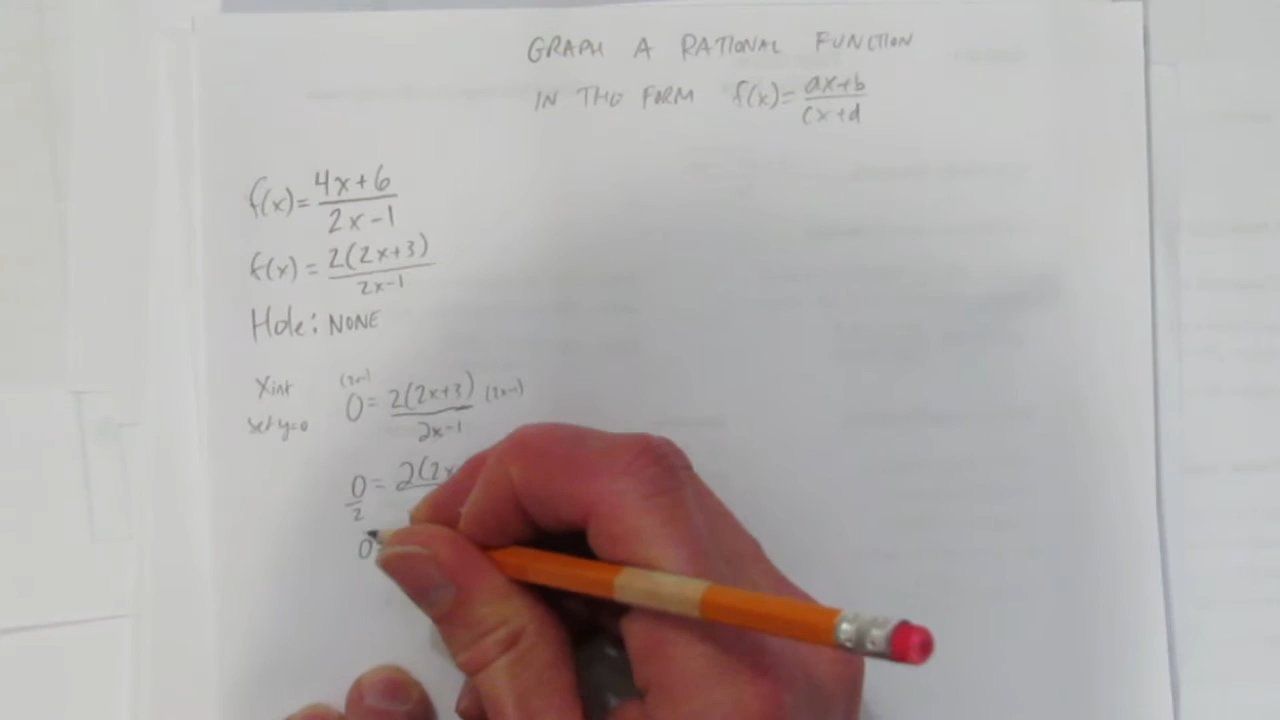 GRAPH A RATIONAL FUNCTION
IN THE FORM f(x)= ax+b/cx+d
f(x)= 4x+6/2x-1
f(x)= 2(2x+3)/2x-1
Hole: NONE
Xint (2x-1) 0= 2(2x+3)/2x-1 (2x-1)
set y=0
0/2 = 2(2x
0